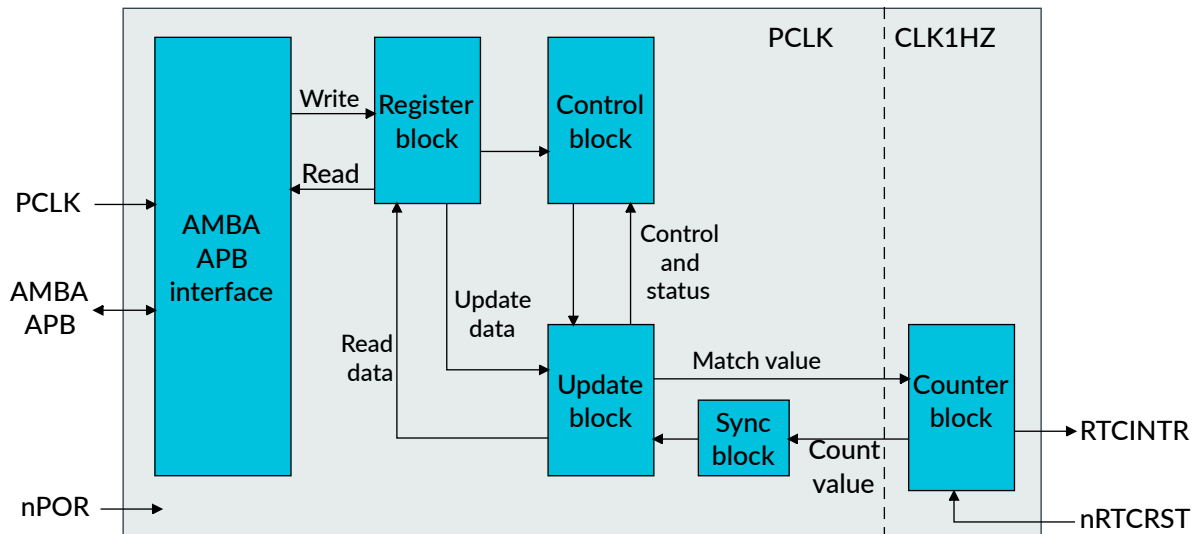 PCLK
CLK1HZ
Write
Register
block
Control
block
Read
PCLK
AMBA
APB
interface
Control
and
status
AMBA
APB
Update
data
Read
data
Match value
Update
block
Counter
block
Sync
block
Count
value
RTCINTR
nPOR
nRTCRST